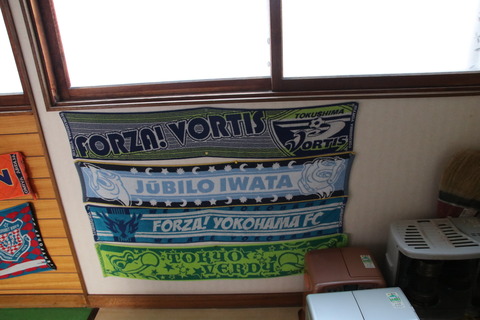 FORZA! VORTIS
TOKUSHIMA
VORTIS
JÚBILO IWATA
FORZA! YOKOHAMA FC
TOKYO
VERDY